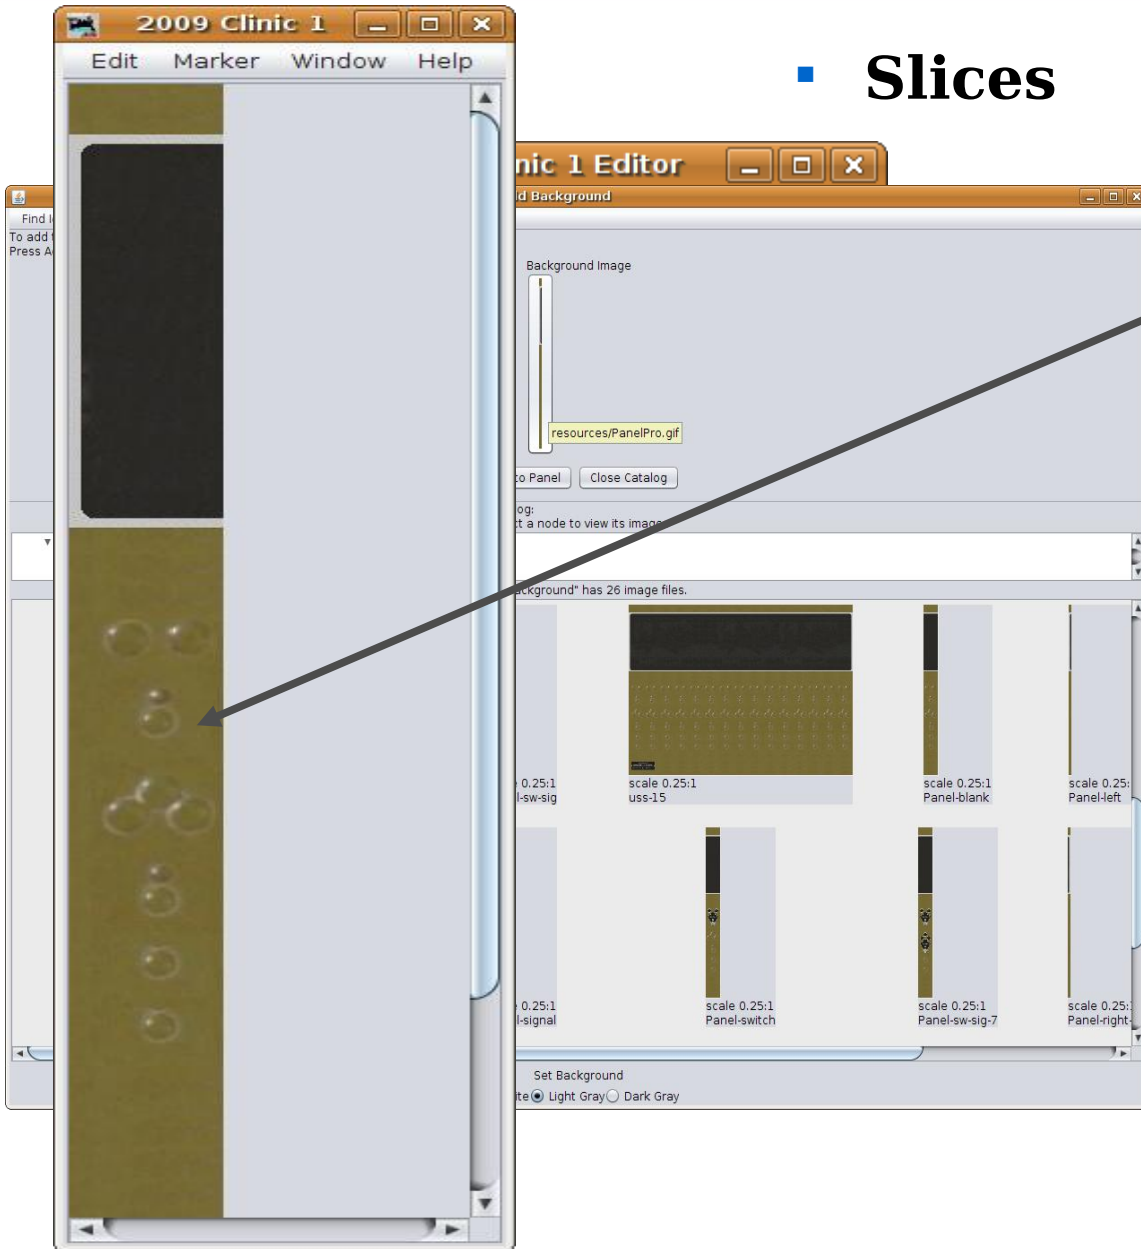 2009 Clinic 1
Edit Marker Window Help
Slices
nic 1 Editor
d Background
Find I
To add
Press A
Background Image
resources/PanelPro.gif
to Panel
Close Catalog
og:
ct a node to view its image
ackground" has 26 image files.
0.25:1
l-sw-sig
scale 0.25:1
uss-15
scale 0.25:1
Panel-blank
scale 0.25:
Panel-left
0.25:1
l-signal
scale 0.25:1
Panel-switch
scale 0.25:1
Panel-sw-sig-7
scale 0.25:
Panel-right-
Set Background
ite Light Gray Dark Gray